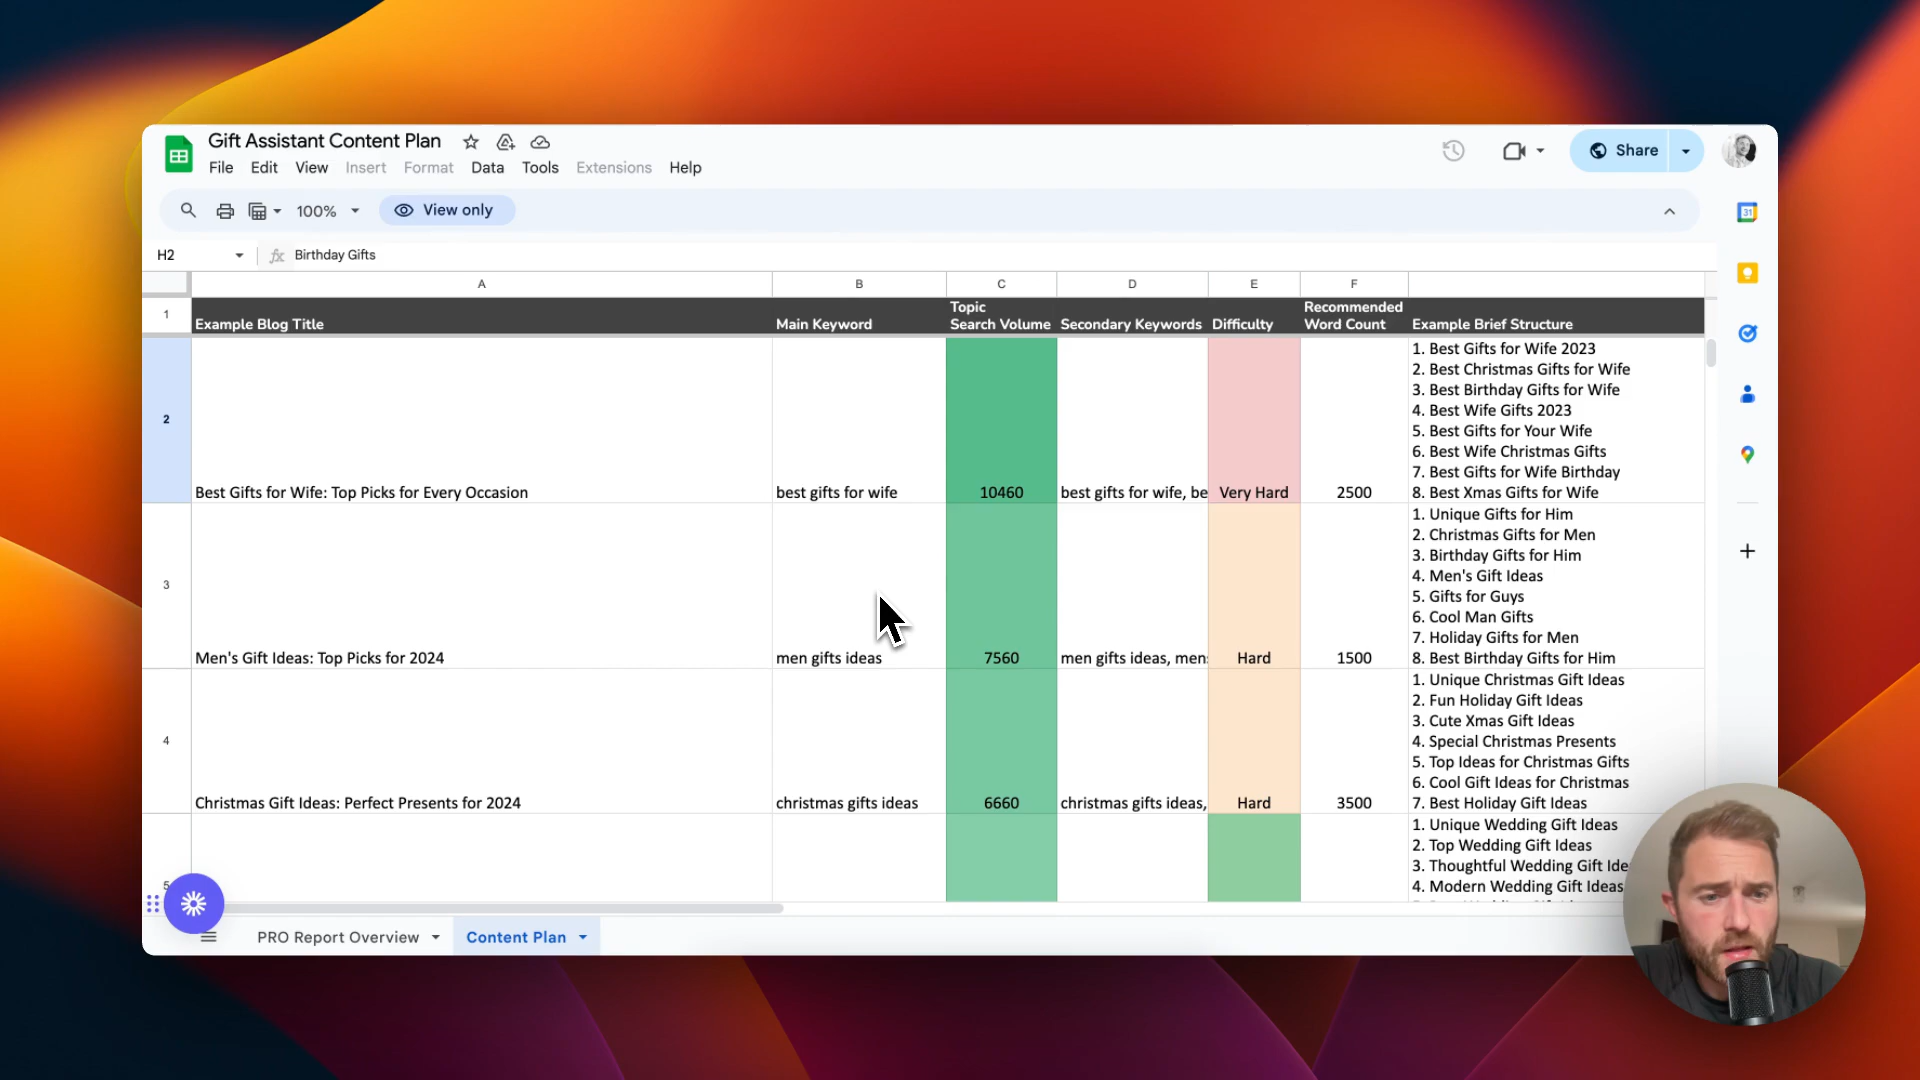 Gift Assistant Content Plan
File Edit View Insert Format Data Tools Extensions Help
Share
100%
View only
31
H2
fx Birthday Gifts
A B C D E F
1
Example Blog Title
Main Keyword
Topic
Search Volume
Secondary Keywords
Difficulty
Recommended
Word Count
Example Brief Structure
2
Best Gifts for Wife: Top Picks for Every Occasion
best gifts for wife
10460
best gifts for wife, be
Very Hard
2500
1. Best Gifts for Wife 2023
2. Best Christmas Gifts for Wife
3. Best Birthday Gifts for Wife
4. Best Wife Gifts 2023
5. Best Gifts for Your Wife
6. Best Wife Christmas Gifts
7. Best Gifts for Wife Birthday
8. Best Xmas Gifts for Wife
3
Men's Gift Ideas: Top Picks for 2024
men gifts ideas
7560
men gifts ideas, men
Hard
1500
1. Unique Gifts for Him
2. Christmas Gifts for Men
3. Birthday Gifts for Him
4. Men's Gift Ideas
5. Gifts for Guys
6. Cool Man Gifts
7. Holiday Gifts for Men
8. Best Birthday Gifts for Him
4
Christmas Gift Ideas: Perfect Presents for 2024
christmas gifts ideas
6660
christmas gifts ideas,
Hard
3500
1. Unique Christmas Gift Ideas
2. Fun Holiday Gift Ideas
3. Cute Xmas Gift Ideas
4. Special Christmas Presents
5. Top Ideas for Christmas Gifts
6. Cool Gift Ideas for Christmas
7. Best Holiday Gift Ideas
5
1. Unique Wedding Gift Ideas
2. Top Wedding Gift Ideas
3. Thoughtful Wedding Gift Ide
4. Modern Wedding Gift Ideas
PRO Report Overview
Content Plan